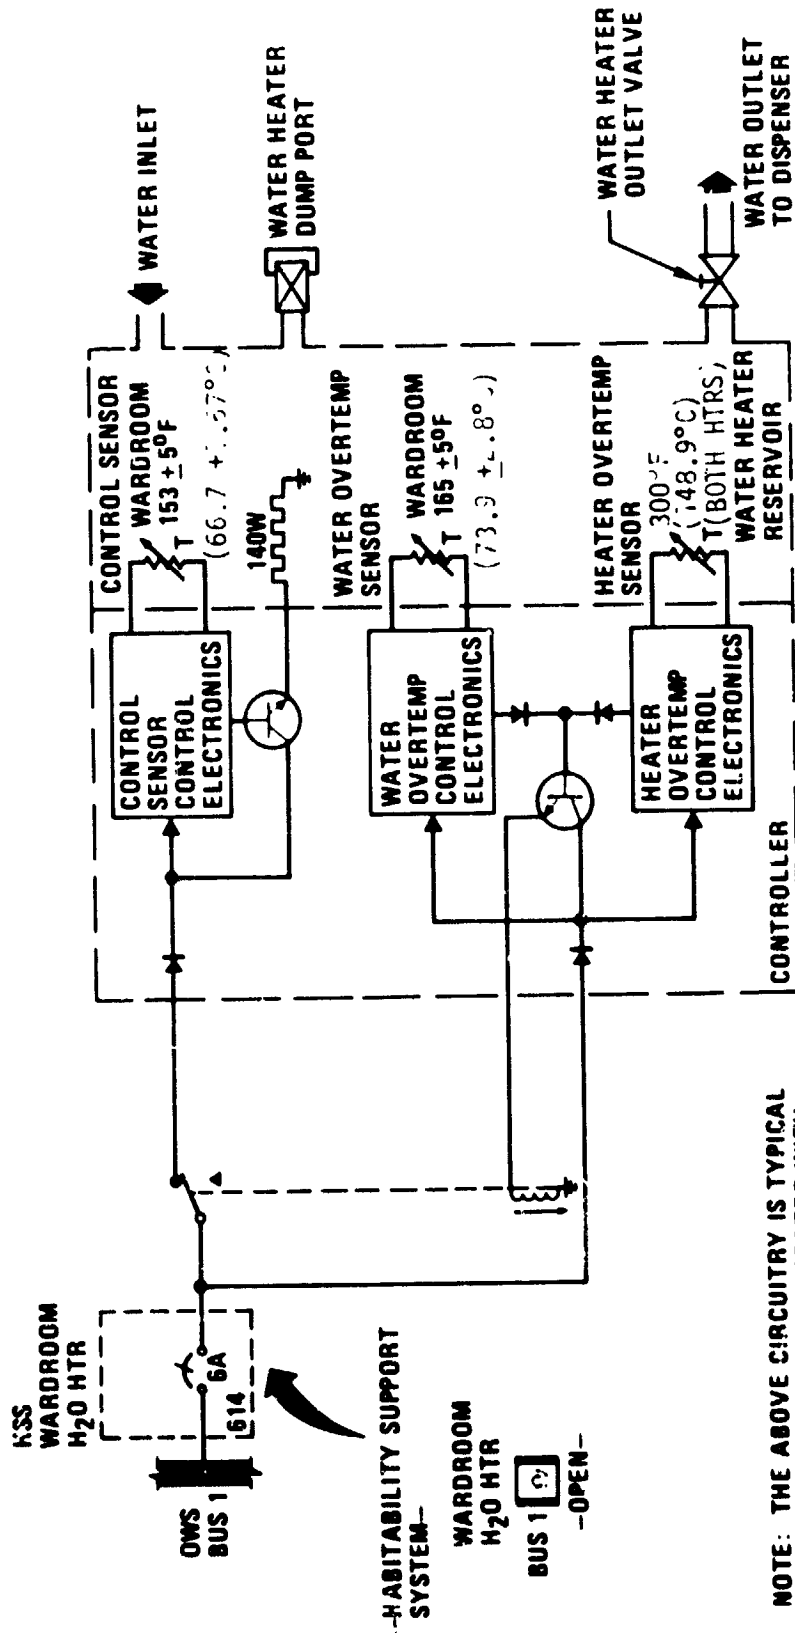 KSS
WARDROOM
H2O HTR
OWS
BUS 1
6A
614
HABITABILITY SUPPORT
SYSTEM
WARDROOM
H2O HTR
BUS 1
OPEN
CONTROL
SENSOR
CONTROL
ELECTRONICS
WATER
OVERTEMP
CONTROL
ELECTRONICS
HEATER
OVERTEMP
CONTROL
ELECTRONICS
CONTROLLER
CONTROL SENSOR
WARDROOM
153 ±5°F
(66.7
T
140W
WATER OVERTEMP
SENSOR
WARDROOM
165 ±5°F
T
HEATER OVERTEMP
SENSOR
300°F
(148.9°C)
T (BOTH HTRS)
WATER HEATER
RESERVOIR
WATER INLET
WATER HEATER
DUMP PORT
WATER HEATER
OUTLET VALVE
WATER OUTLET
TO DISPENSER
NOTE: THE ABOVE CIRCUITRY IS TYPICAL